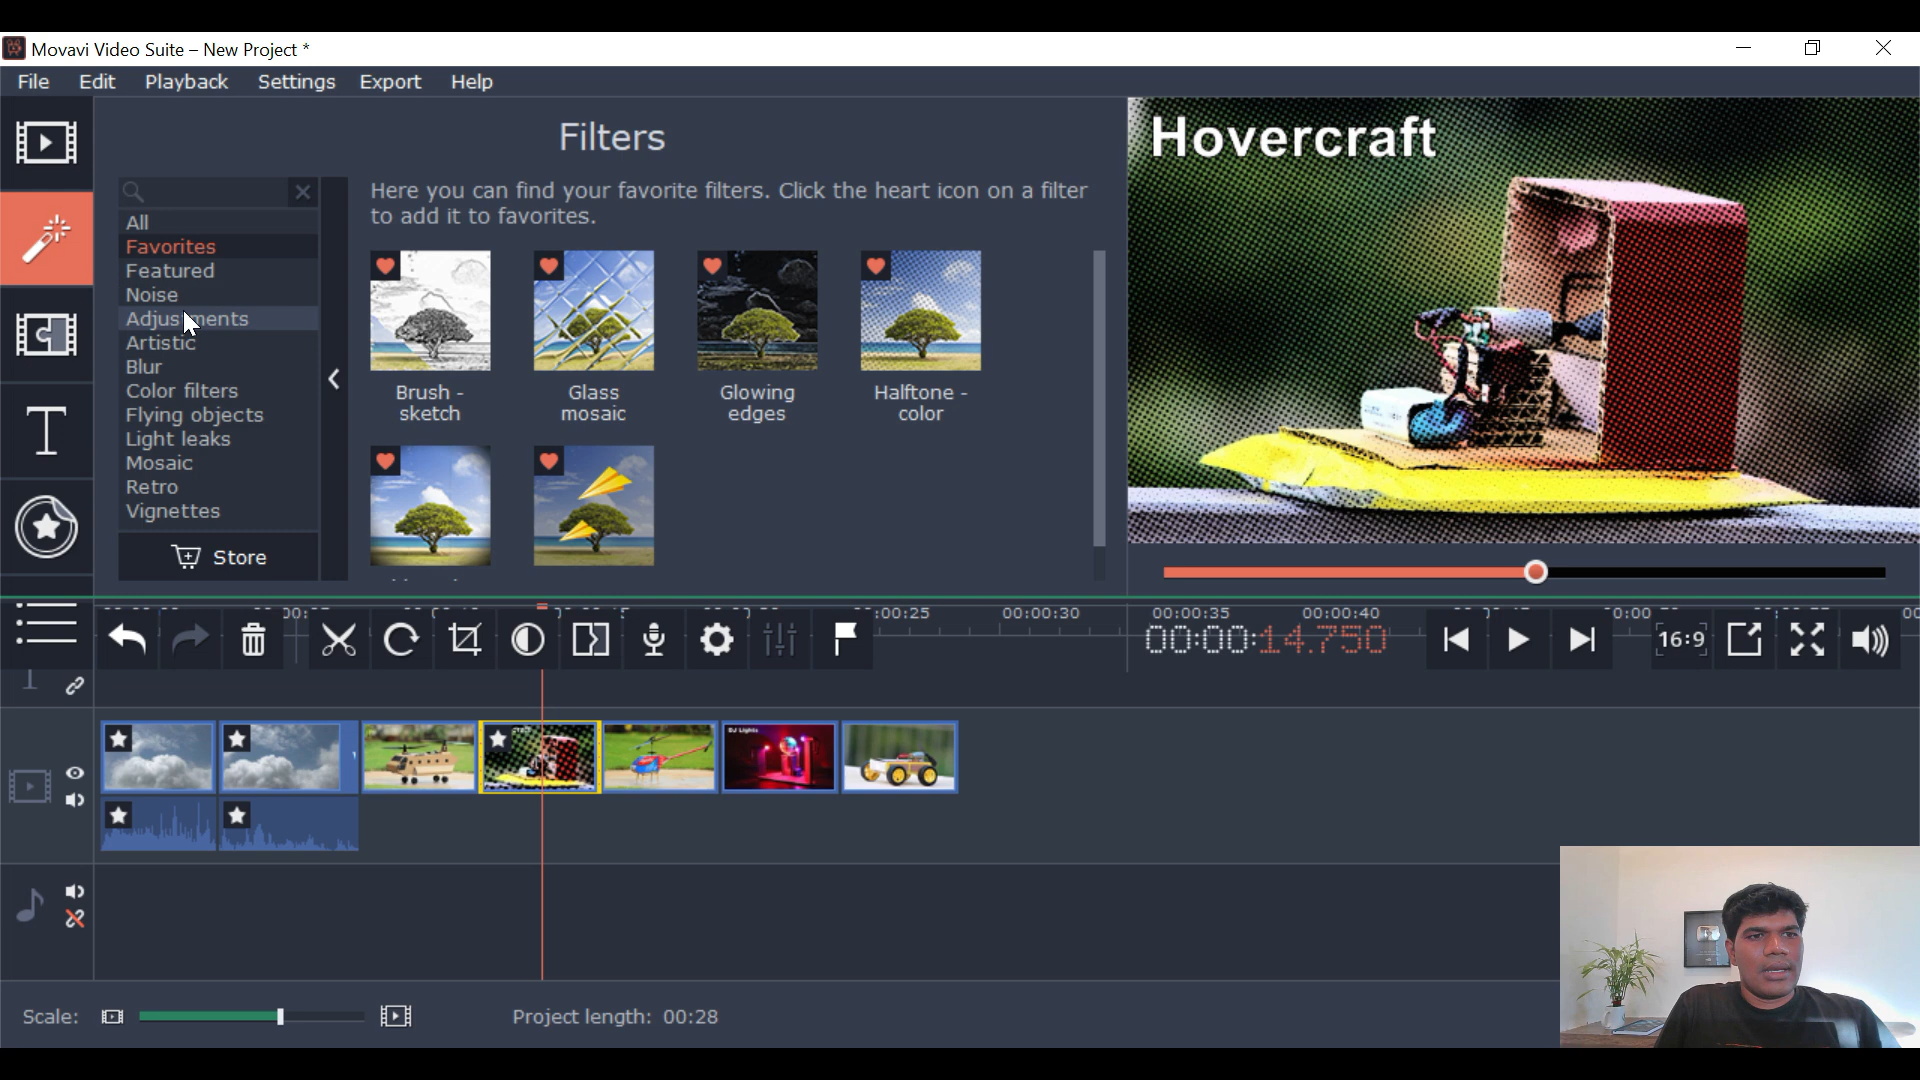 Movavi Video Suite – New Project *
File Edit Playback Settings Export Help
Filters
Here you can find your favorite filters. Click the heart icon on a filter
to add it to favorites.
All
Favorites
Featured
Noise
Adjustments
Artistic
Blur
Color filters
Flying objects
Light leaks
Mosaic
Retro
Vignettes
Store
Brush -
sketch
Glass
mosaic
Glowing
edges
Halftone -
color
Hovercraft
00:00:30 00:00:35 00:00:40
00:00:14.750
16:9
DJ Lights
Scale:
Project length: 00:28